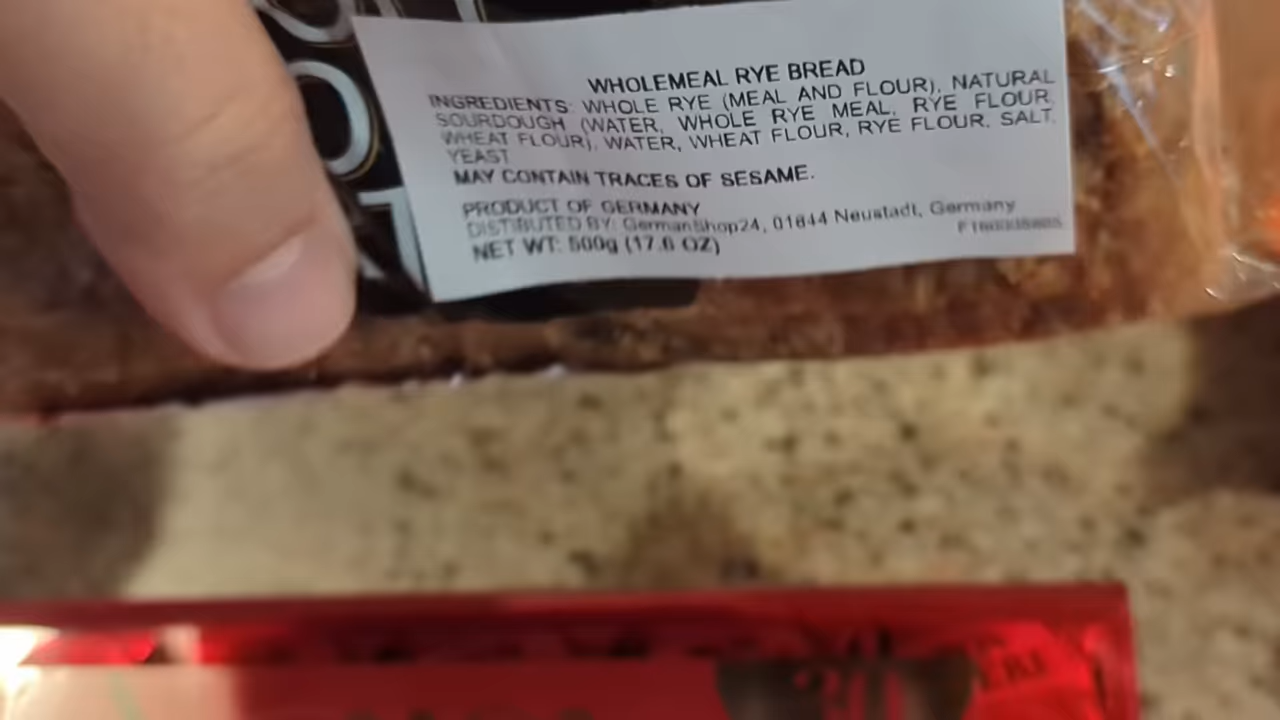 WHOLEMEAL RYE BREAD
INGREDIENTS: WHOLE RYE (MEAL AND FLOUR), NATURAL
SOURDOUGH (WATER, WHOLE RYE MEAL, RYE FLOUR,
WHEAT FLOUR), WATER, WHEAT FLOUR, RYE FLOUR, SALT,
YEAST
MAY CONTAIN TRACES OF SESAME.
PRODUCT OF GERMANY
DISTIBUTED BY: GermanShop24, 01844 Neustadt, Germany
NET WT: 500g (17.6 OZ)